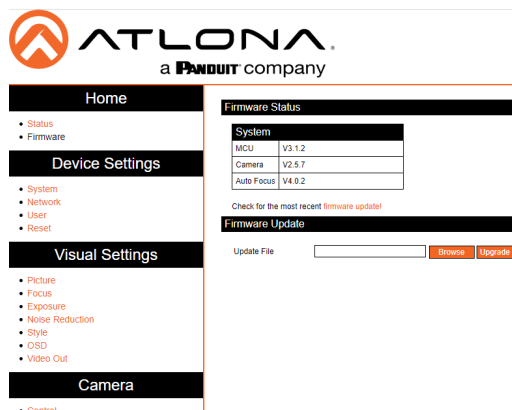 ATLONA.
a PANDUIT company
Home
Status
Firmware
Device Settings
System
Network
User
Reset
Visual Settings
Picture
Focus
Exposure
Noise Reduction
Style
OSD
Video Out
Camera
Control
Firmware Status
System
MCU V3.1.2
Camera V2.5.7
Auto Focus V4.0.2
Check for the most recent firmware update!
Firmware Update
Update File Browse Upgrade